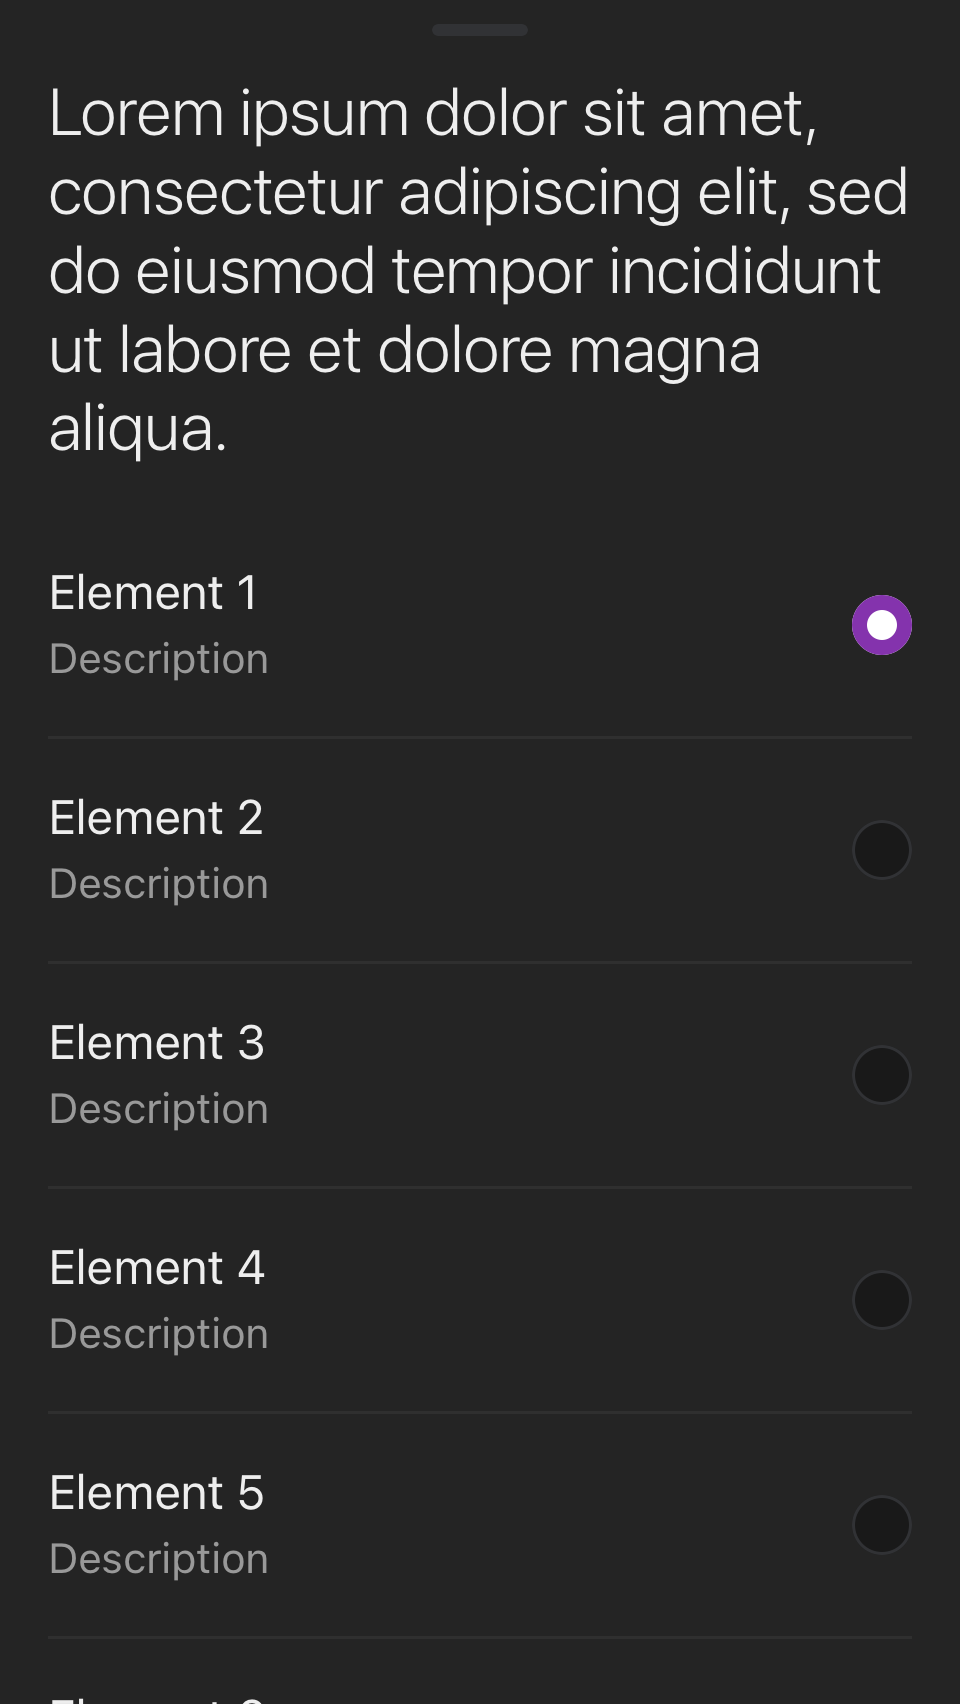 Lorem ipsum dolor sit amet,
consectetur adipiscing elit, sed
do eiusmod tempor incididunt
ut labore et dolore magna
aliqua.
Element 1
Description
Element 2
Description
Element 3
Description
Element 4
Description
Element 5
Description